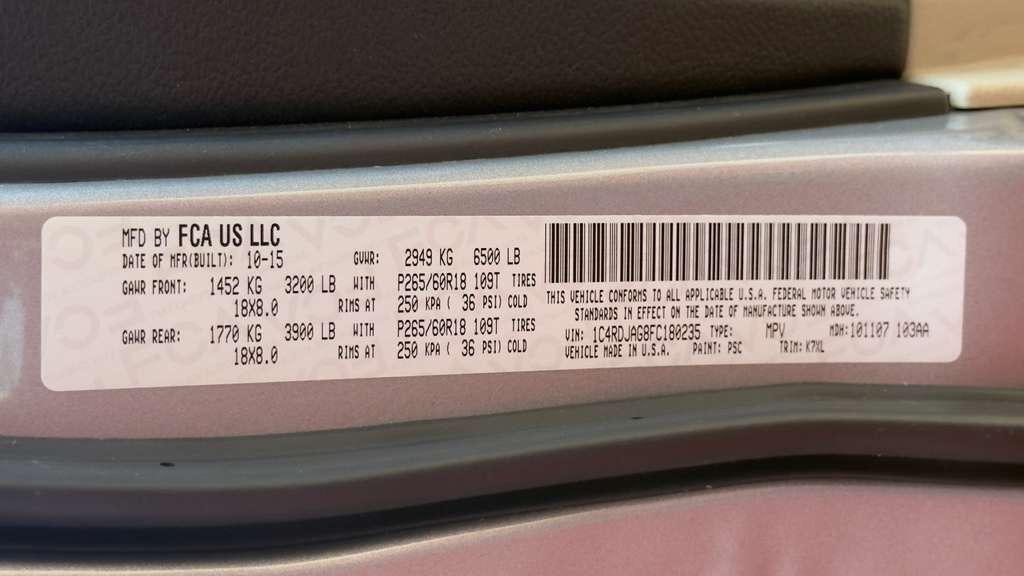 MFD BY FCA US LLC
DATE OF MFR(BUILT): 10-15 GVWR: 2949 KG 6500 LB
GAWR FRONT: 1452 KG 3200 LB WITH P265/60R18 109T TIRES
18X8.0 RIMS AT 250 KPA ( 36 PSI) COLD
GAWR REAR: 1770 KG 3900 LB WITH P265/60R18 109T TIRES
18X8.0 RIMS AT 250 KPA ( 36 PSI) COLD
THIS VEHICLE CONFORMS TO ALL APPLICABLE U.S.A. FEDERAL MOTOR VEHICLE SAFETY
STANDARDS IN EFFECT ON THE DATE OF MANUFACTURE SHOWN ABOVE.
VIN: 1C4RDJAG8FC180235 TYPE: MPV MDH:101107 103AA
VEHICLE MADE IN U.S.A. PAINT: PSC TRIM: K7XL